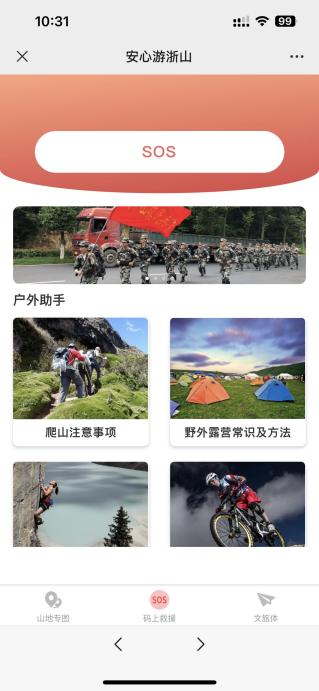 10:31
99
安心游浙山
SOS
户外助手
爬山注意事项
野外露营常识及方法
SOS
山地专图
码上救援
文旅体